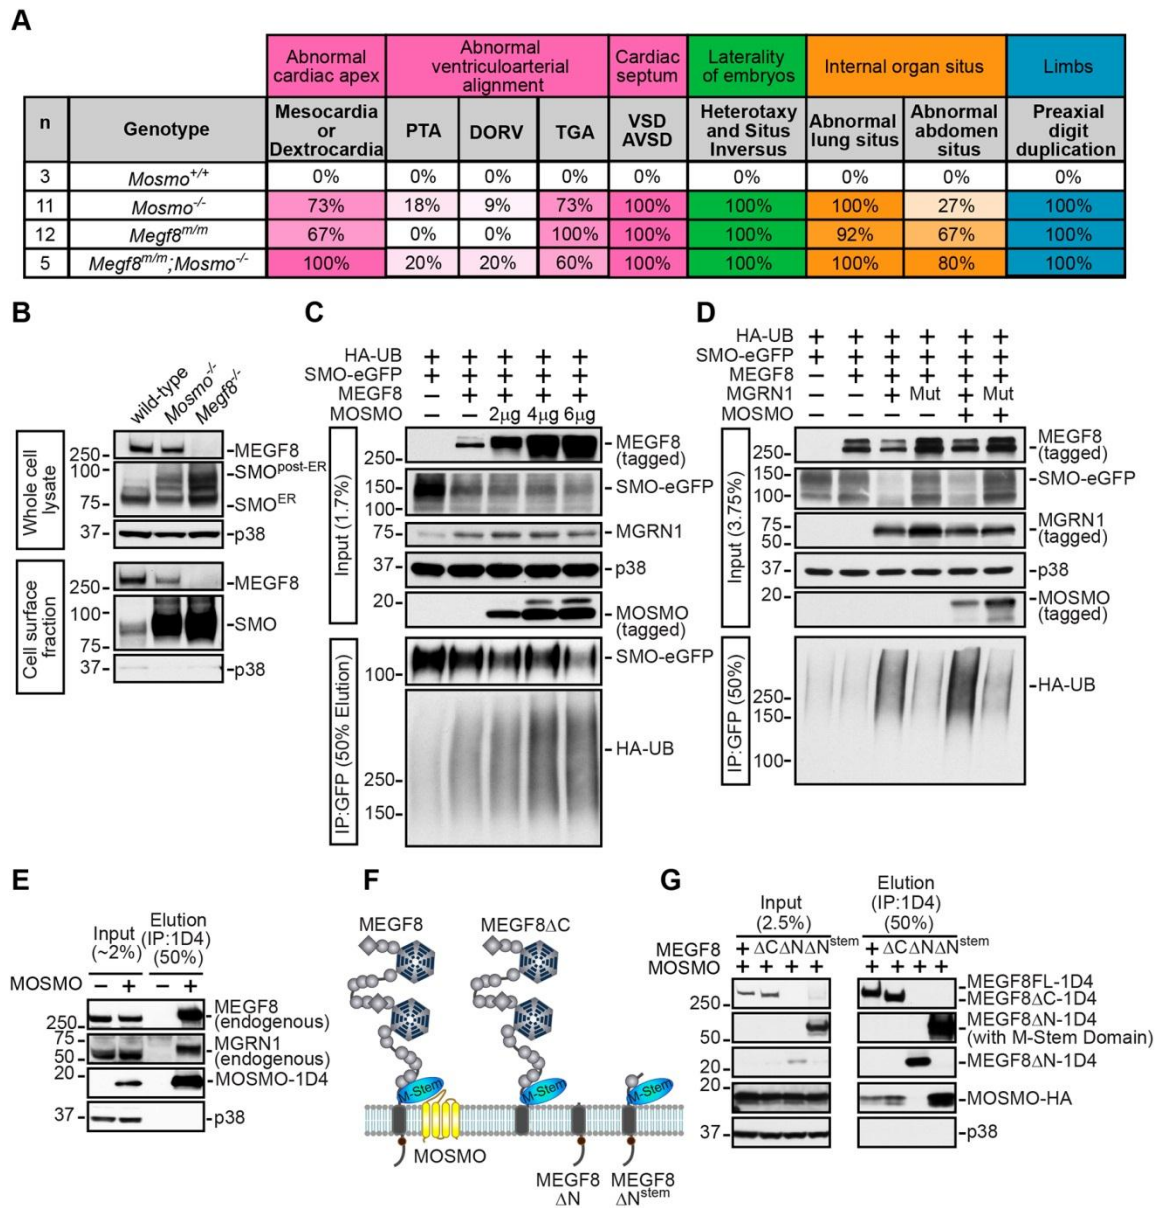 A
Abnormal cardiac apex
Abnormal ventriculoarterial alignment
Cardiac septum
Laterality of embryos
Internal organ situs
Limbs
n
Genotype
Mesocardia or Dextrocardia
PTA
DORV
TGA
VSD AVSD
Heterotaxy and Situs Inversus
Abnormal lung situs
Abnormal abdomen situs
Preaxial digit duplication
3 Mosmo+/+ 0% 0% 0% 0% 0% 0% 0% 0% 0%
11 Mosmo-/- 73% 18% 9% 73% 100% 100% 100% 27% 100%
12 Megf8m/m 67% 0% 0% 100% 100% 100% 92% 67% 100%
5 Megf8m/m;Mosmo-/- 100% 20% 20% 60% 100% 100% 100% 80% 100%
B
wild-type
Mosmo-/-
Megf8-/-
Whole cell lysate
250
100
75
37
MEGF8
SMOpost-ER
SMOER
p38
Cell surface fraction
250
100
75
37
MEGF8
SMO
p38
C
HA-UB + + + + +
SMO-eGFP + + + + +
MEGF8 – + + + +
MOSMO – – 2µg 4µg 6µg
Input (1.7%)
250
150
100
75
37
20
MEGF8 (tagged)
SMO-eGFP
MGRN1
p38
MOSMO (tagged)
IP:GFP (50% Elution)
100
250
150
SMO-eGFP
HA-UB
D
HA-UB + + + + + +
SMO-eGFP + + + + + +
MEGF8 – + + + + +
MGRN1 – – + Mut + Mut
MOSMO – – – – + +
Input (3.75%)
250
150
100
75
50
37
20
MEGF8 (tagged)
SMO-eGFP
MGRN1 (tagged)
p38
MOSMO (tagged)
IP:GFP (50%)
250
150
100
HA-UB
E
Input (~2%)
Elution (IP:1D4) (50%)
MOSMO – + – +
250
75
50
20
37
MEGF8 (endogenous)
MGRN1 (endogenous)
MOSMO-1D4
p38
F
MEGF8
MEGF8ΔC
M-Stem
M-Stem
M-Stem
MOSMO
MEGF8 ΔN
MEGF8 ΔNstem
G
Input (2.5%)
Elution (IP:1D4) (50%)
MEGF8 + ΔC ΔN ΔNstem + ΔC ΔN ΔNstem
MOSMO + + + + + + + +
250
50
20
20
37
MEGF8FL-1D4
MEGF8ΔC-1D4
MEGF8ΔN-1D4 (with M-Stem Domain)
MEGF8ΔN-1D4
MOSMO-HA
p38